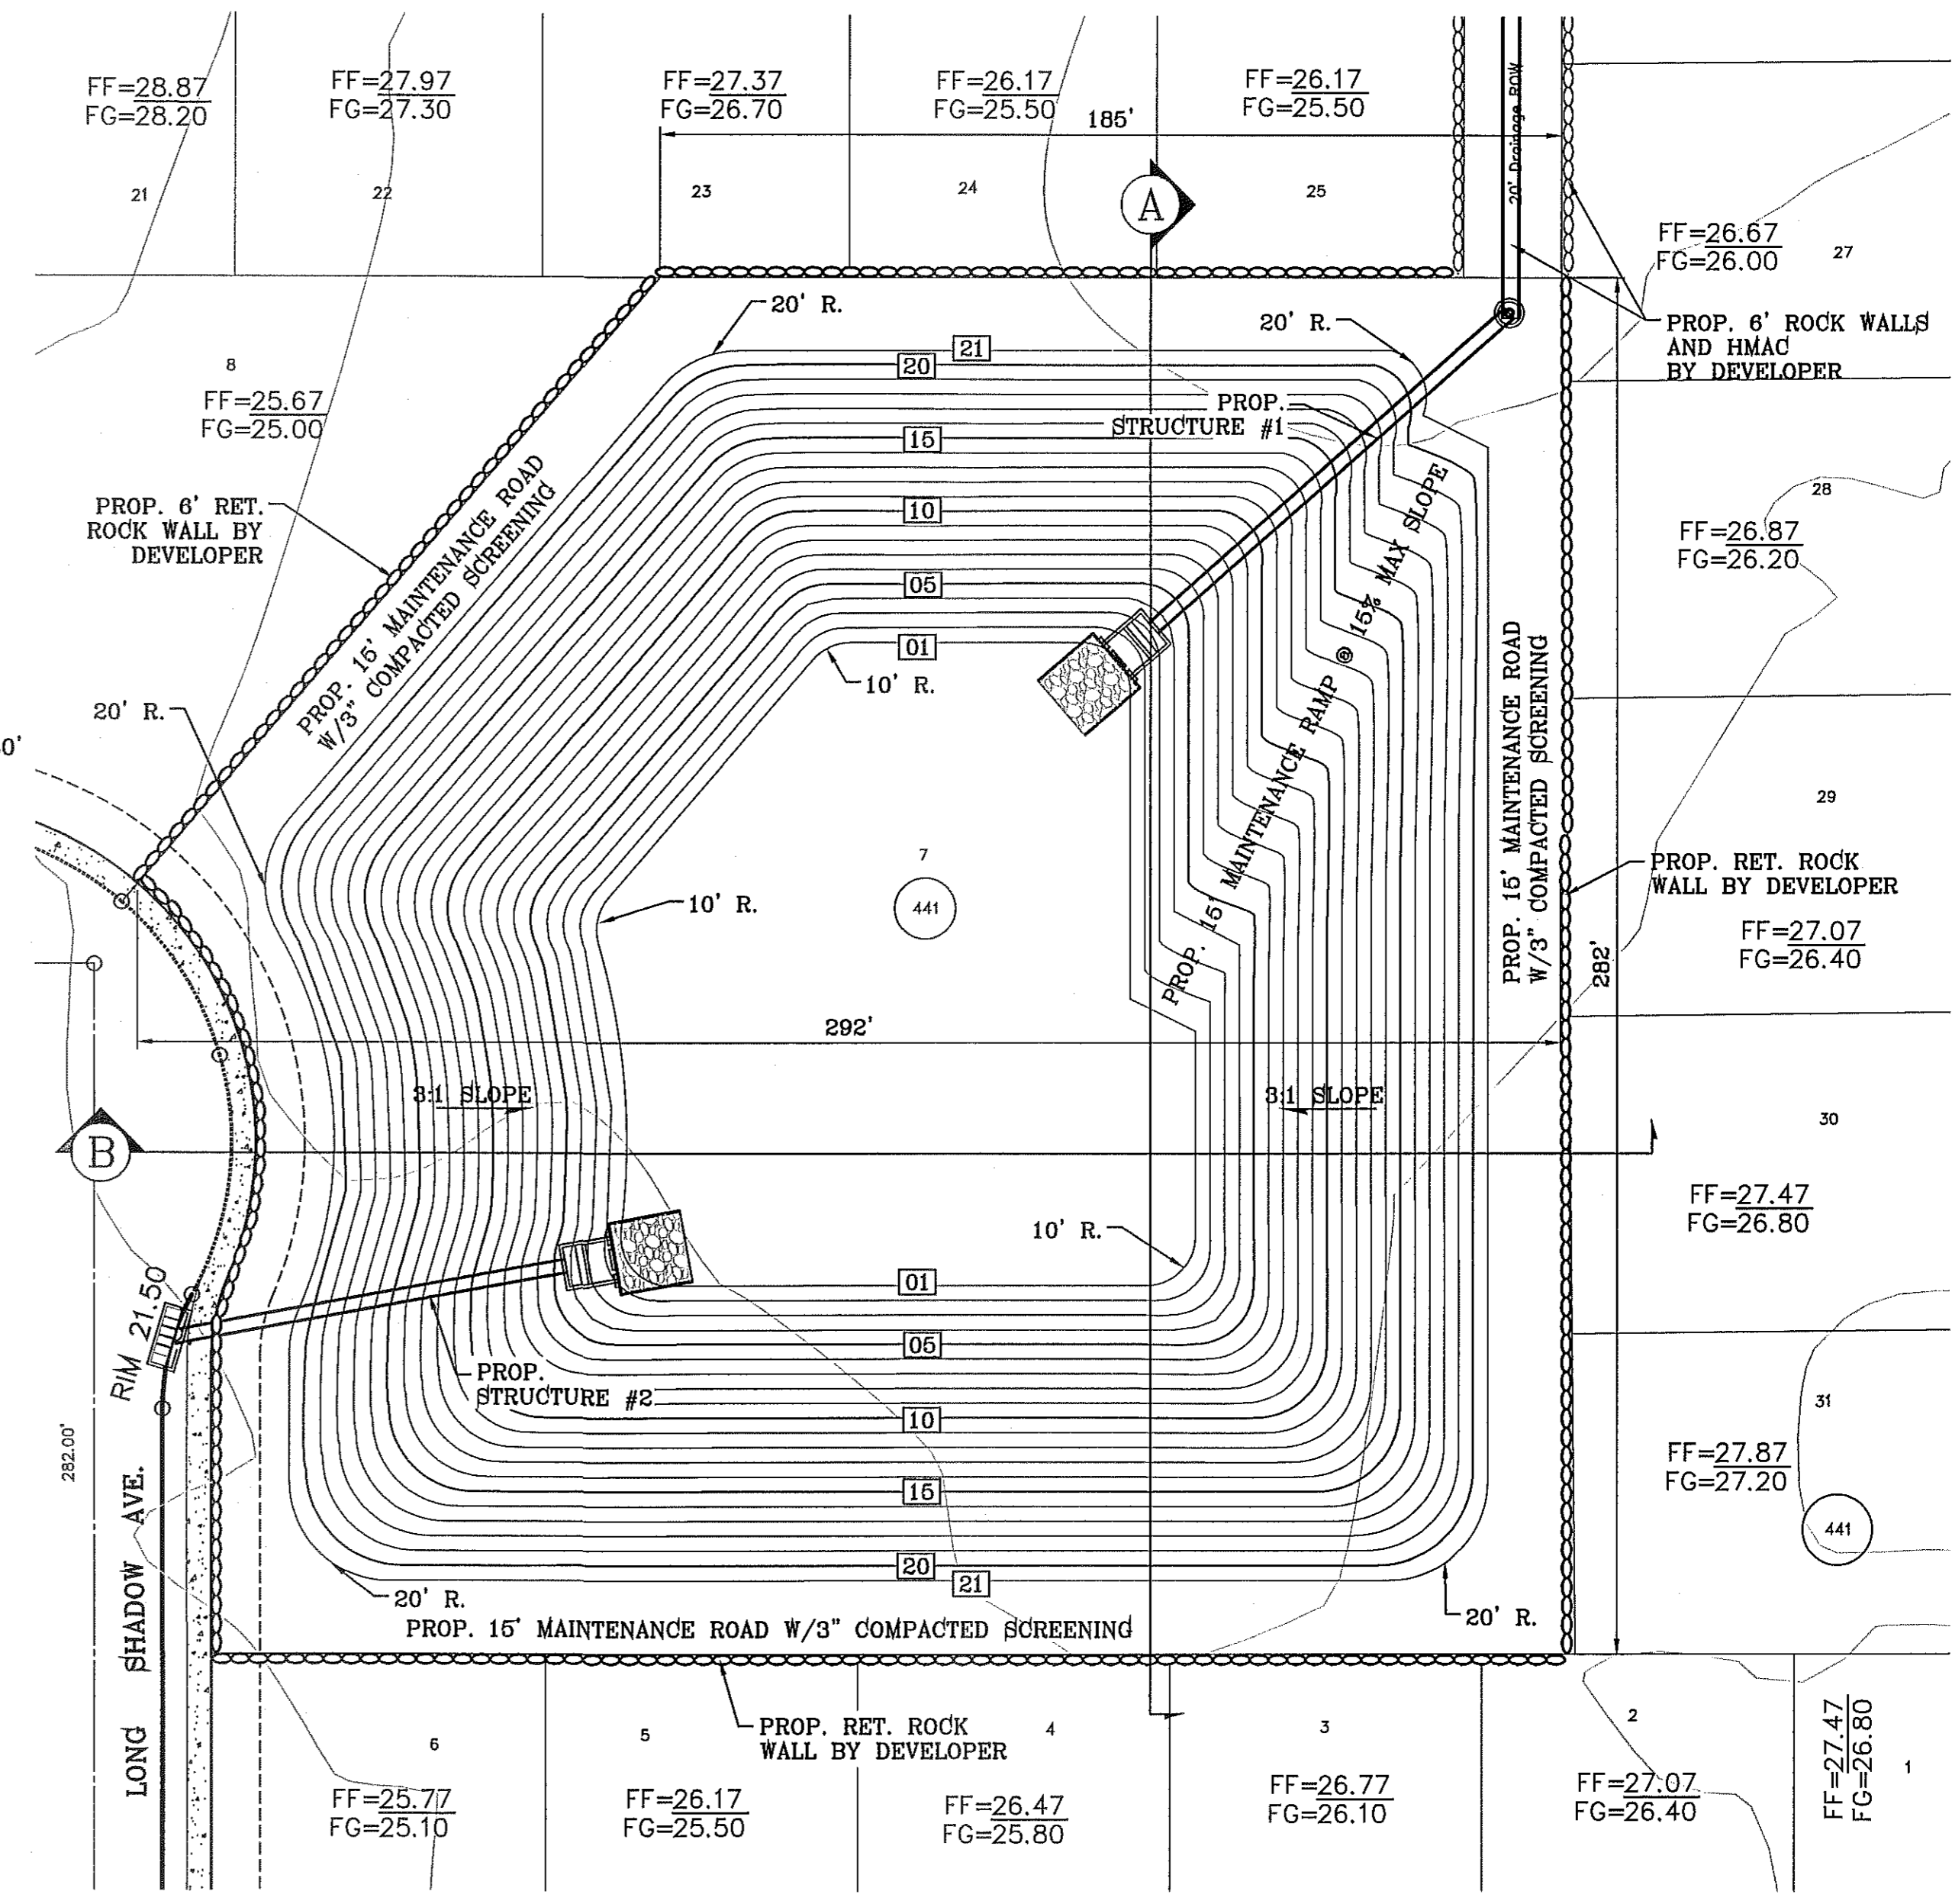 FF=28.87
FG=28.20
FF=27.97
FG=27.30
FF=27.37
FG=26.70
FF=26.17
FG=25.50
FF=26.17
FG=25.50
185'
20' Drainage ROW
21
22
23
24
25
A
FF=26.67
FG=26.00
27
20' R.
20' R.
PROP. 6' ROCK WALLS
AND HMAC
BY DEVELOPER
21
20
8
FF=25.67
FG=25.00
PROP.
STRUCTURE #1
15
PROP. 6' RET.
ROCK WALL BY
DEVELOPER
PROP. 15' MAINTENANCE ROAD
W/3" COMPACTED SCREENING
10
28
FF=26.87
FG=26.20
05
01
10' R.
PROP. 15' MAINTENANCE RAMP @ 15% MAX SLOPE
PROP. 15' MAINTENANCE ROAD
W/3" COMPACTED SCREENING
20' R.
0'
29
7
441
10' R.
PROP. RET. ROCK
WALL BY DEVELOPER
FF=27.07
FG=26.40
282'
292'
3:1 SLOPE
3:1 SLOPE
30
B
FF=27.47
FG=26.80
10' R.
RIM 21.50
01
05
PROP.
STRUCTURE #2
10
31
282.00'
FF=27.87
FG=27.20
15
441
LONG SHADOW AVE.
20
21
20' R.
20' R.
PROP. 15' MAINTENANCE ROAD W/3" COMPACTED SCREENING
6
5
PROP. RET. ROCK
WALL BY DEVELOPER
4
3
2
1
FF=25.77
FG=25.10
FF=26.17
FG=25.50
FF=26.47
FG=25.80
FF=26.77
FG=26.10
FF=27.07
FG=26.40
FF=27.47
FG=26.80